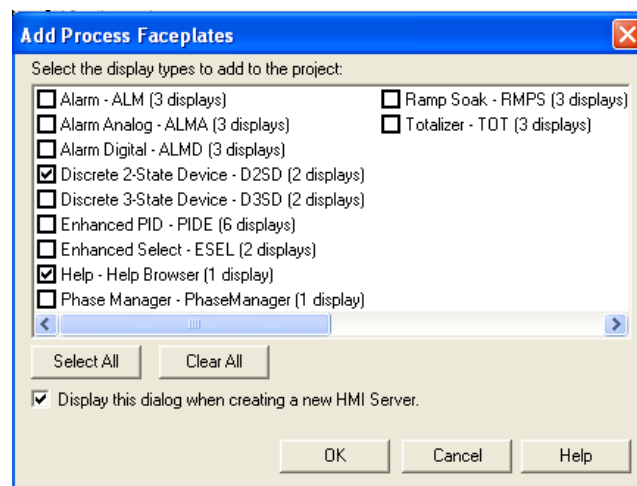 Add Process Faceplates
Select the display types to add to the project:
Alarm - ALM (3 displays)
Alarm Analog - ALMA (3 displays)
Alarm Digital - ALMD (3 displays)
Discrete 2-State Device - D2SD (2 displays)
Discrete 3-State Device - D3SD (2 displays)
Enhanced PID - PIDE (6 displays)
Enhanced Select - ESEL (2 displays)
Help - Help Browser (1 display)
Phase Manager - PhaseManager (1 display)
Ramp Soak - RMPS (3 displays)
Totalizer - TOT (3 displays)
Select All
Clear All
Display this dialog when creating a new HMI Server.
OK
Cancel
Help